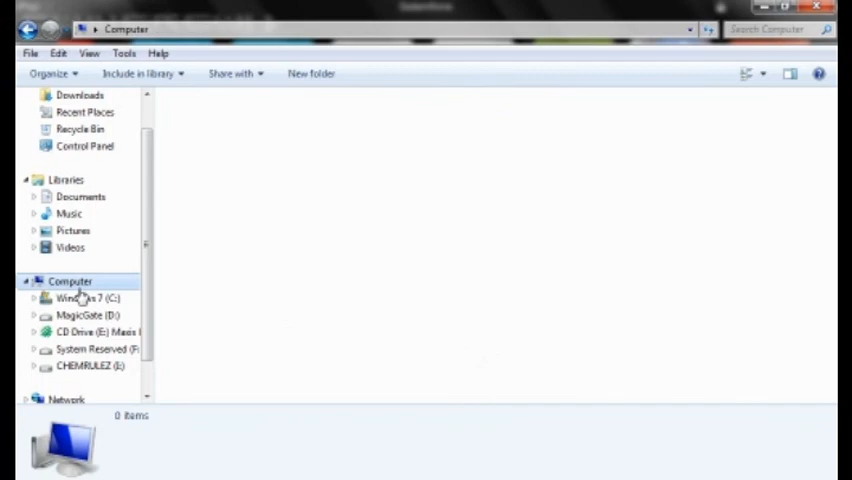 Computer
Search Computer
File Edit View Tools Help
Organize Include in library Share with New folder
Downloads
Recent Places
Recycle Bin
Control Panel
Libraries
Documents
Music
Pictures
Videos
Computer
7 (C:)
MagicGate (D:)
CD Drive (E:) Maxis
System Reserved (F:
CHEMRULEZ
Network
0 items